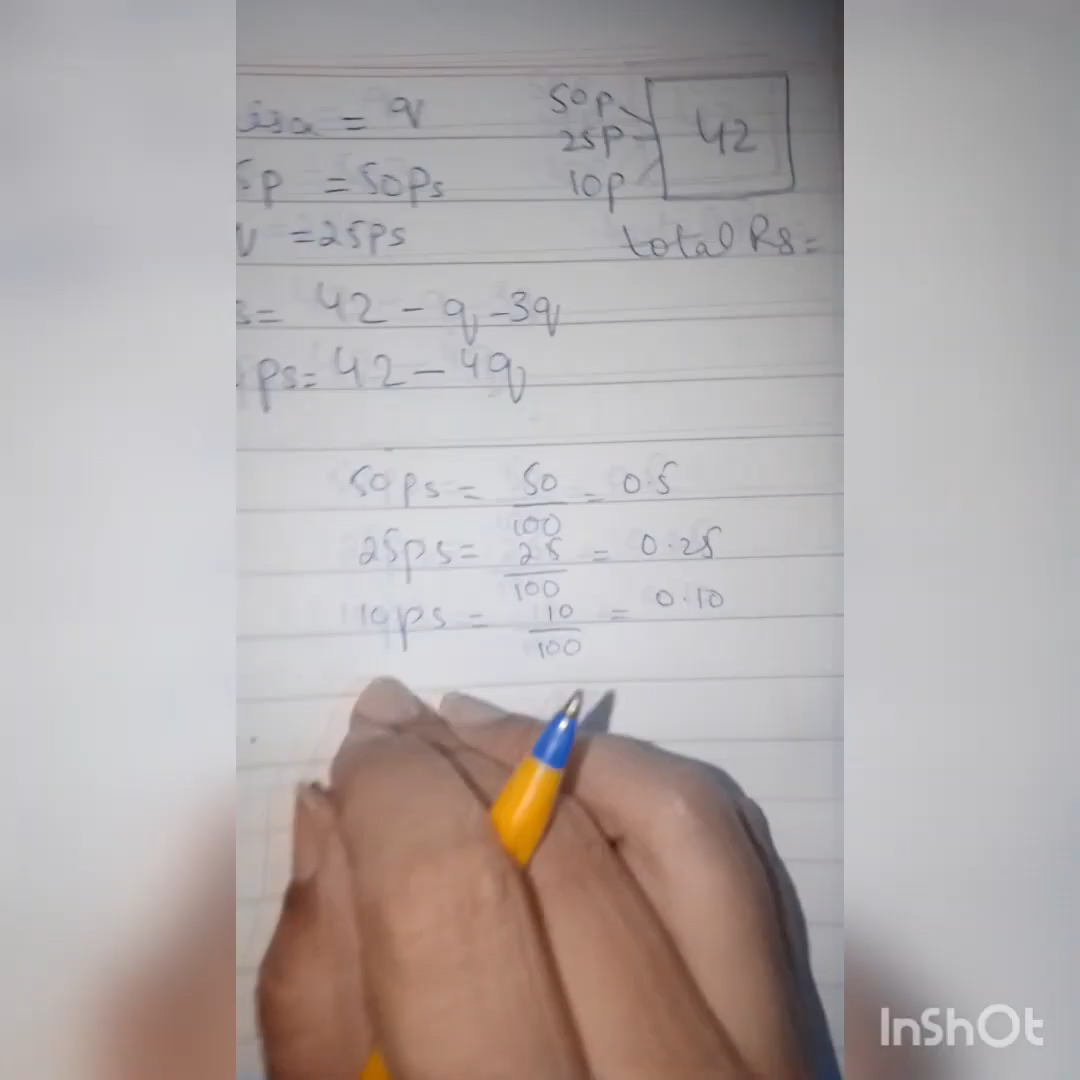 = q
50p
25p
10p
42
5p = 50Ps
= 25ps
total Rs =
= 42 - q - 3q
ps = 42 - 4q
50ps = 50/100 = 0.5
25ps = 25/100 = 0.25
10ps = 10/100 = 0.10
InShOt